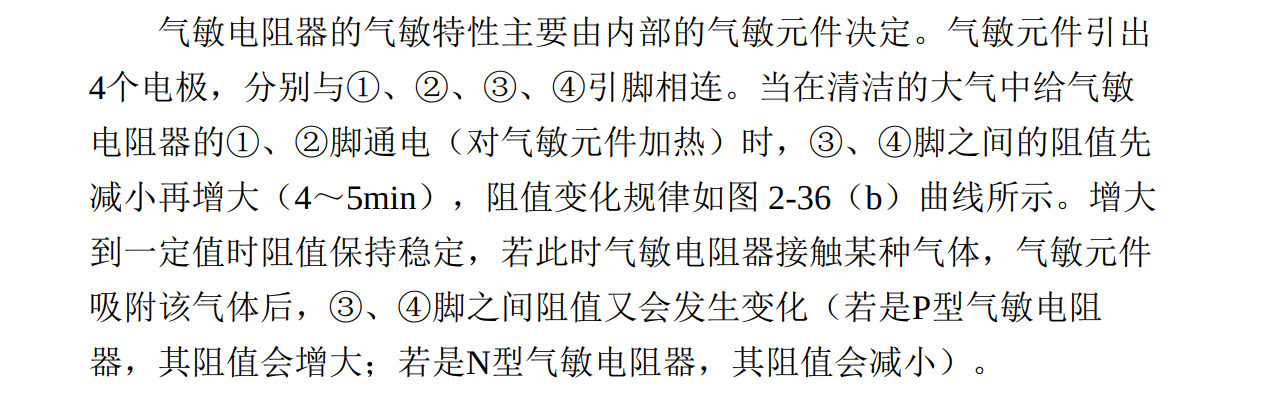 气敏电阻器的气敏特性主要由内部的气敏元件决定。气敏元件引出
4个电极，分别与①、②、③、④引脚相连。当在清洁的大气中给气敏
电阻器的①、②脚通电（对气敏元件加热）时，③、④脚之间的阻值先
减小再增大（4～5min），阻值变化规律如图 2-36（b）曲线所示。增大
到一定值时阻值保持稳定，若此时气敏电阻器接触某种气体，气敏元件
吸附该气体后，③、④脚之间阻值又会发生变化（若是P型气敏电阻
器，其阻值会增大；若是N型气敏电阻器，其阻值会减小）。